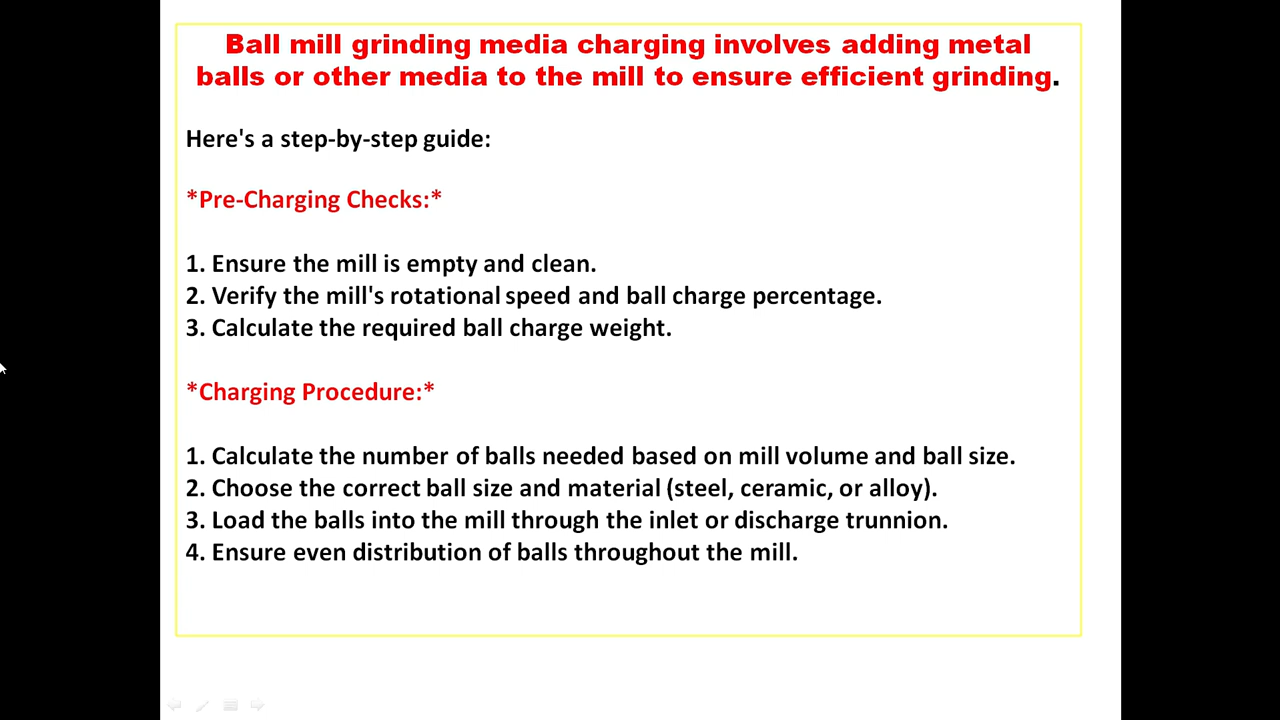 Ball mill grinding media charging involves adding metal
balls or other media to the mill to ensure efficient grinding.
Here's a step-by-step guide:
*Pre-Charging Checks:*
1. Ensure the mill is empty and clean.
2. Verify the mill's rotational speed and ball charge percentage.
3. Calculate the required ball charge weight.
*Charging Procedure:*
1. Calculate the number of balls needed based on mill volume and ball size.
2. Choose the correct ball size and material (steel, ceramic, or alloy).
3. Load the balls into the mill through the inlet or discharge trunnion.
4. Ensure even distribution of balls throughout the mill.